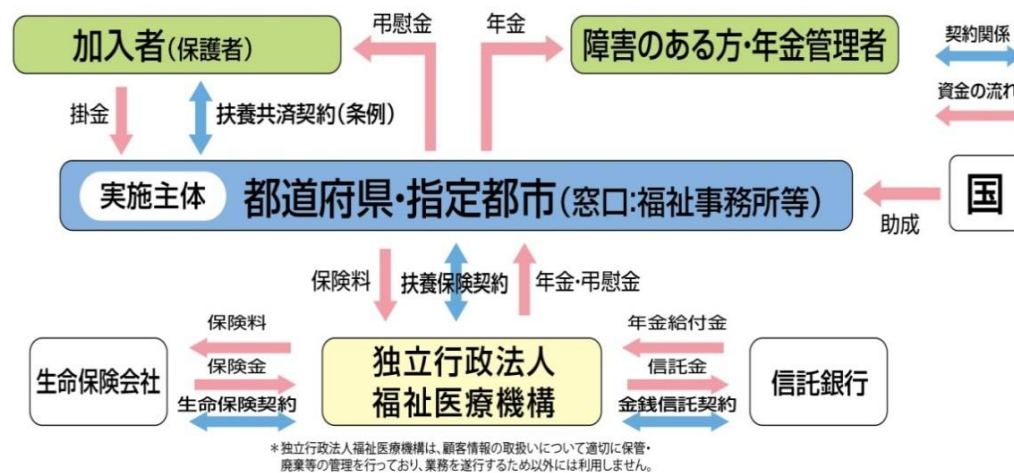 加入者(保護者)
弔慰金
年金
障害のある方・年金管理者
契約関係
資金の流れ
掛金
扶養共済契約(条例)
実施主体
都道府県・指定都市(窓口:福祉事務所等)
助成
国
保険料
扶養保険契約
年金・弔慰金
保険料
保険金
生命保険契約
生命保険会社
独立行政法人
福祉医療機構
年金給付金
信託金
金銭信託契約
信託銀行
*独立行政法人福祉医療機構は、顧客情報の取扱いについて適切に保管・
廃棄等の管理を行っており、業務を遂行するため以外には利用しません。